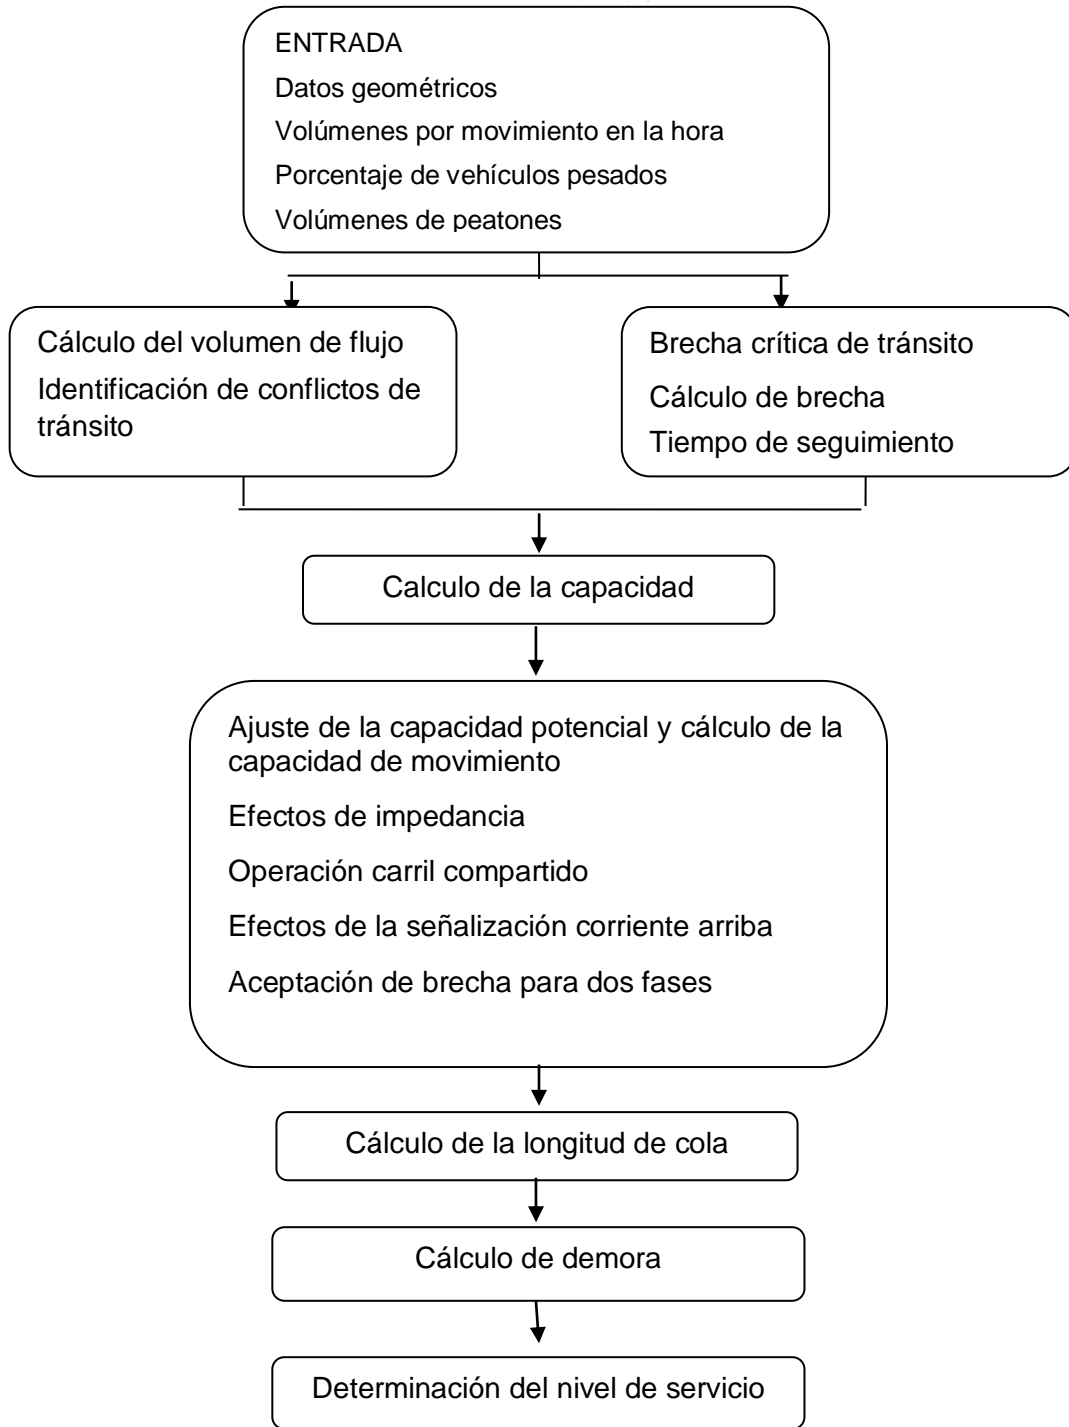 ENTRADA
Datos geométricos
Volúmenes por movimiento en la hora
Porcentaje de vehículos pesados
Volúmenes de peatones
Cálculo del volumen de flujo
Identificación de conflictos de
tránsito
Brecha crítica de tránsito
Cálculo de brecha
Tiempo de seguimiento
Calculo de la capacidad
Ajuste de la capacidad potencial y cálculo de la
capacidad de movimiento
Efectos de impedancia
Operación carril compartido
Efectos de la señalización corriente arriba
Aceptación de brecha para dos fases
Cálculo de la longitud de cola
Cálculo de demora
Determinación del nivel de servicio